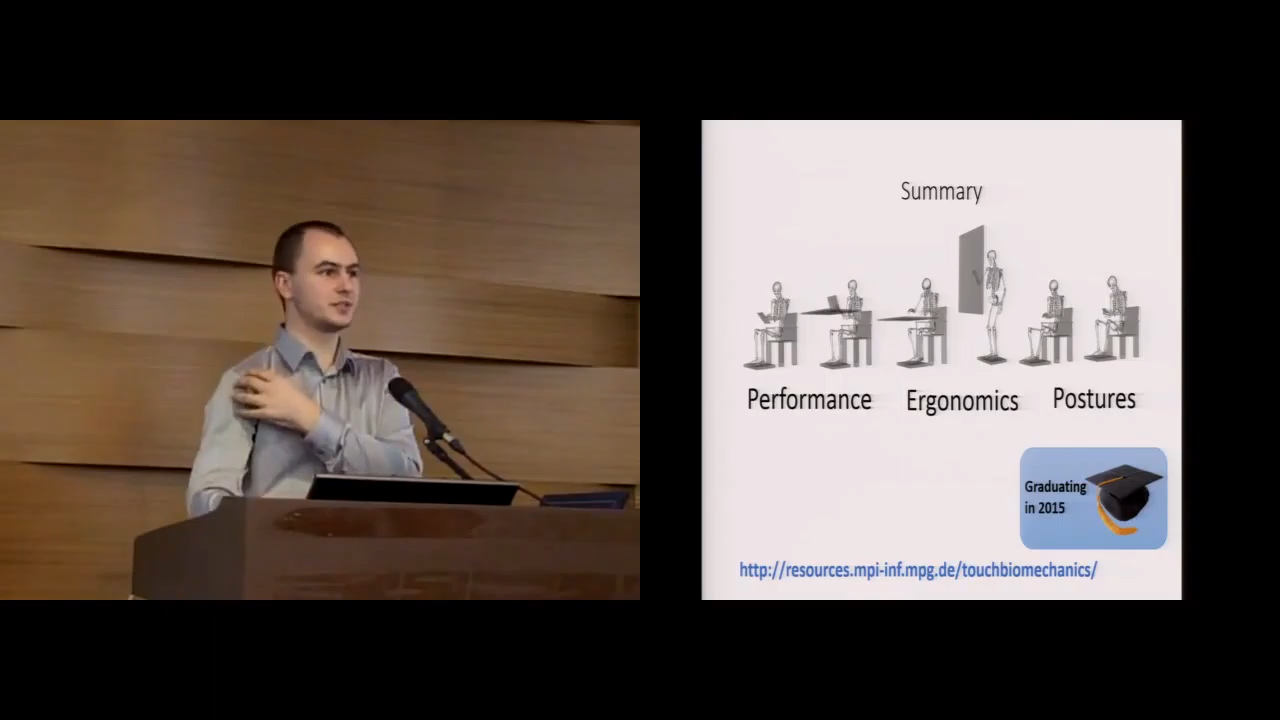 Summary
Performance
Ergonomics
Postures
Graduating
in 2015
http://resources.mpi-inf.mpg.de/touchbiomechanics/